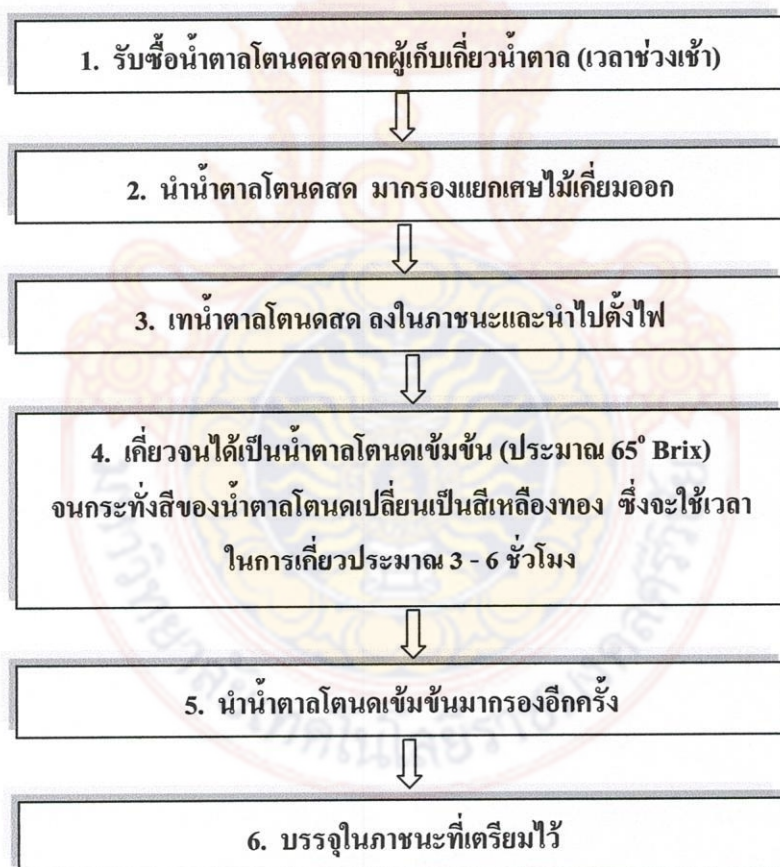 1. รับซื้อน้ำตาลโตนดสดจากผู้เก็บเกี่ยวน้ำตาล (เวลาช่วงเช้า)
2. นำน้ำตาลโตนดสด มากรองแยกเศษไม้เคี่ยมออก
3. เทน้ำตาลโตนดสด ลงในภาชนะและนำไปตั้งไฟ
4. เคี่ยวจนได้เป็นน้ำตาลโตนดเข้มข้น (ประมาณ 65° Brix)
จนกระทั่งสีของน้ำตาลโตนดเปลี่ยนเป็นสีเหลืองทอง ซึ่งจะใช้เวลา
ในการเคี่ยวประมาณ 3 - 6 ชั่วโมง
5. นำน้ำตาลโตนดเข้มข้นมากรองอีกครั้ง
6. บรรจุในภาชนะที่เตรียมไว้